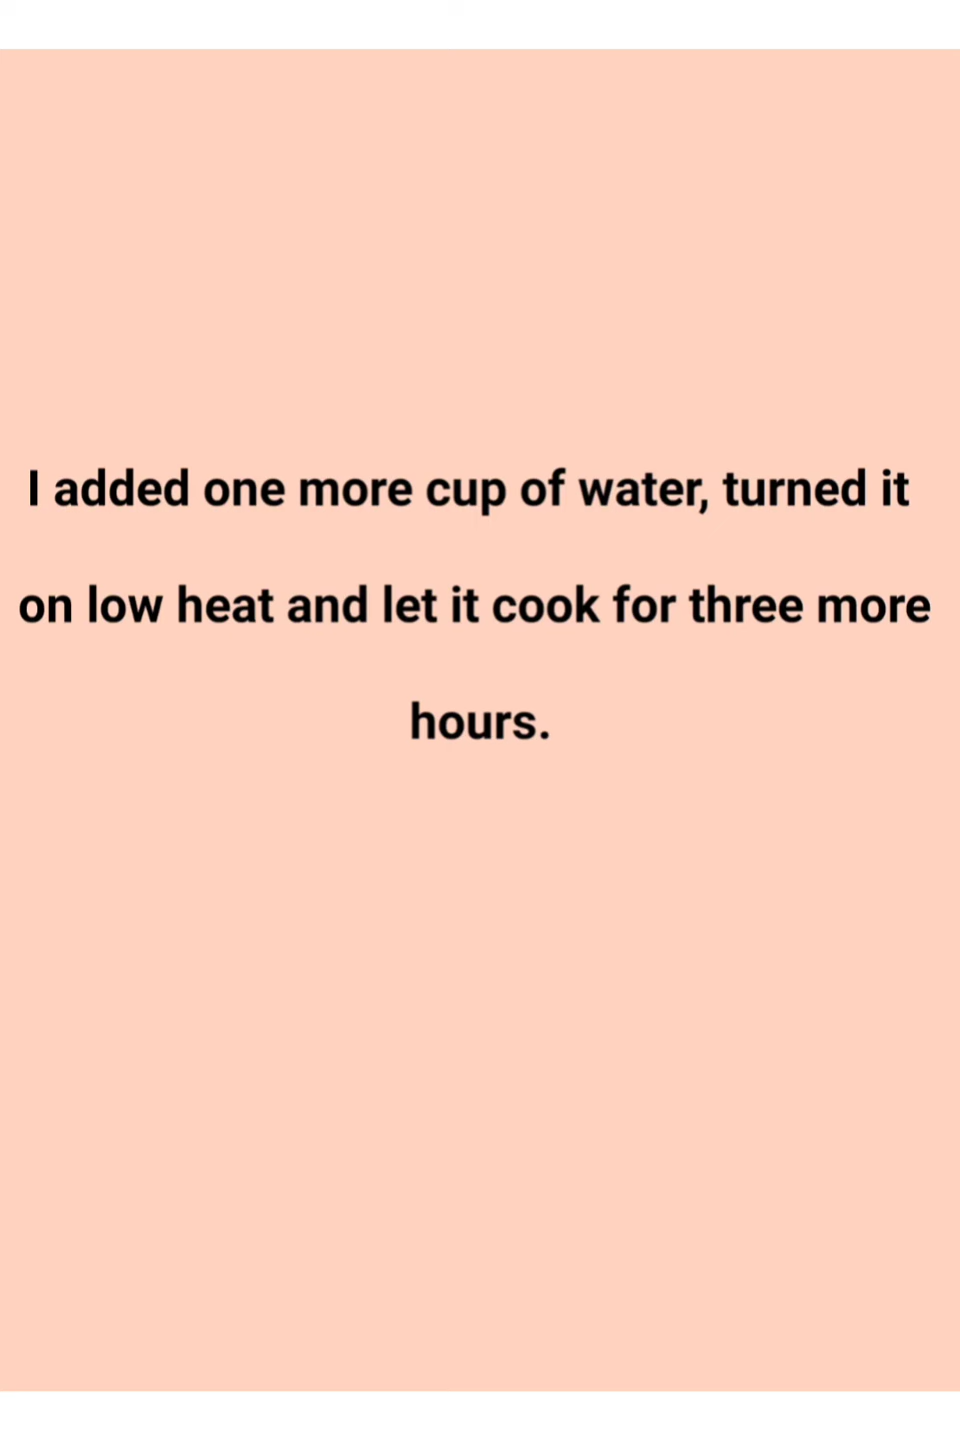 I added one more cup of water, turned it
on low heat and let it cook for three more
hours.